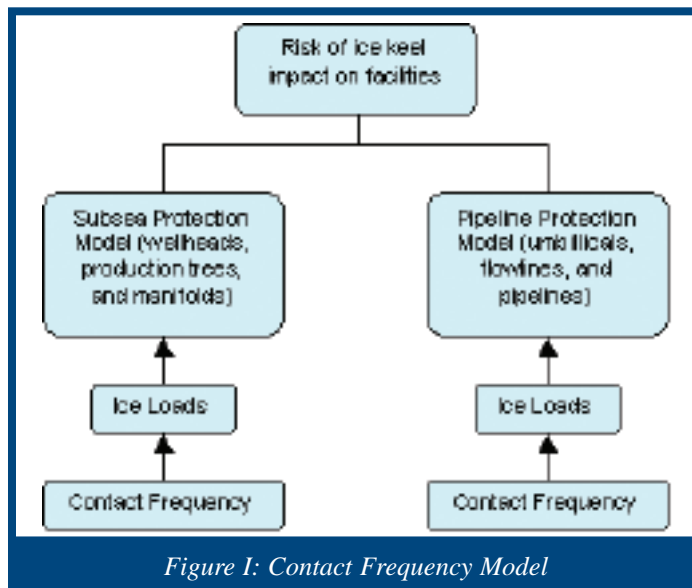 Risk of ice keel
impact on facilities
Subsea Protection
Model (wellheads,
production trees,
and manifolds)
Pipeline Protection
Model (umbilicals,
flowlines, and
pipelines)
Ice Loads
Ice Loads
Contact Frequency
Contact Frequency
Figure I: Contact Frequency Model